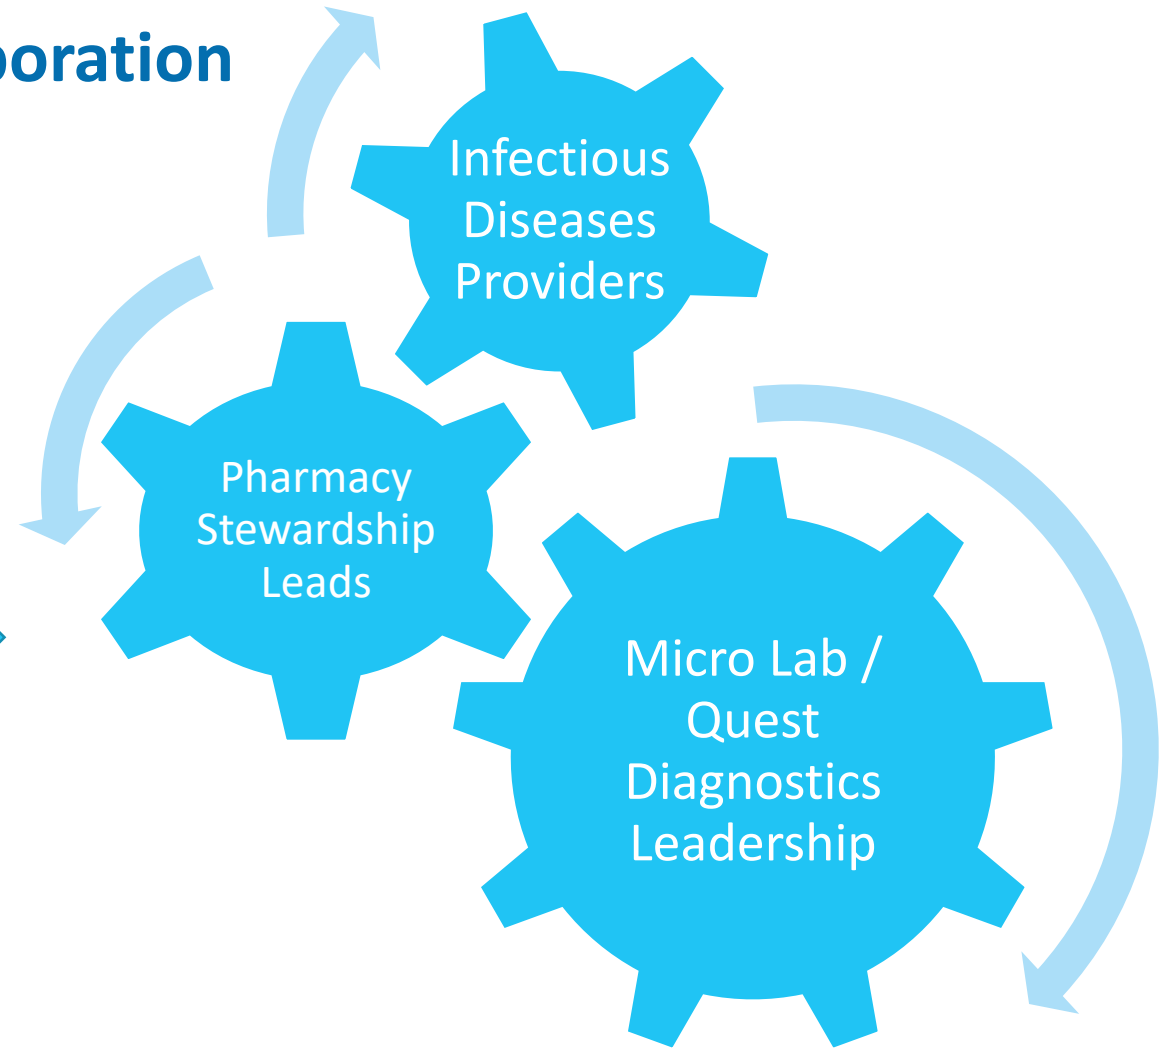 oration
Infectious
Diseases
Providers
Pharmacy
Stewardship
Leads
Micro Lab /
Quest
Diagnostics
Leadership